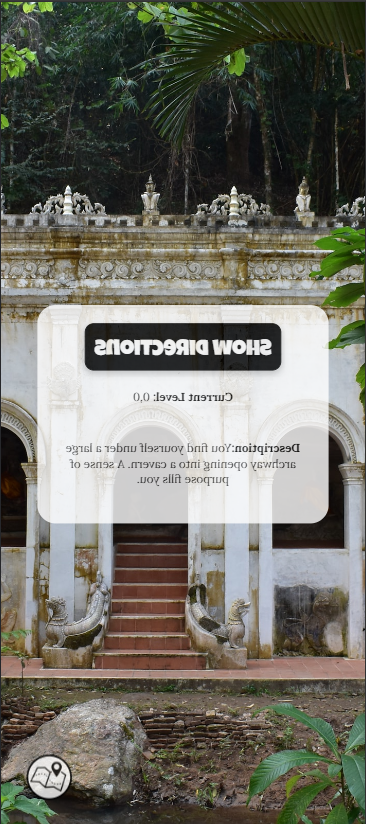 SHOW DIRECTIONS
Current Level: 0,0
Description:You find yourself under a large
archway opening into a cavern. A sense of
purpose fills you.